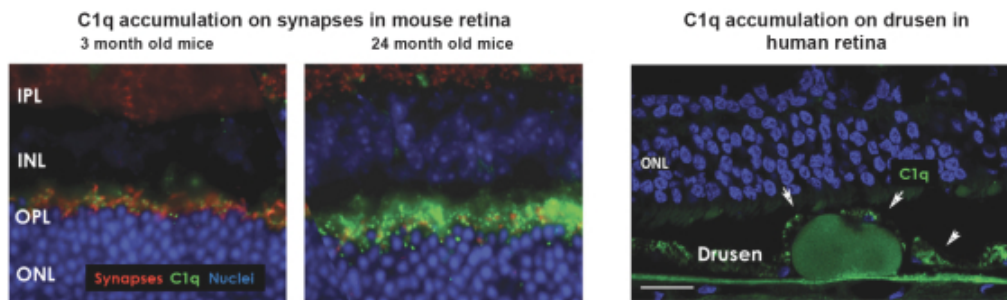 C1q accumulation on synapses in mouse retina
3 month old mice
24 month old mice
IPL
INL
OPL
ONL
Synapses C1q Nuclei
C1q accumulation on drusen in
human retina
ONL
C1q
Drusen